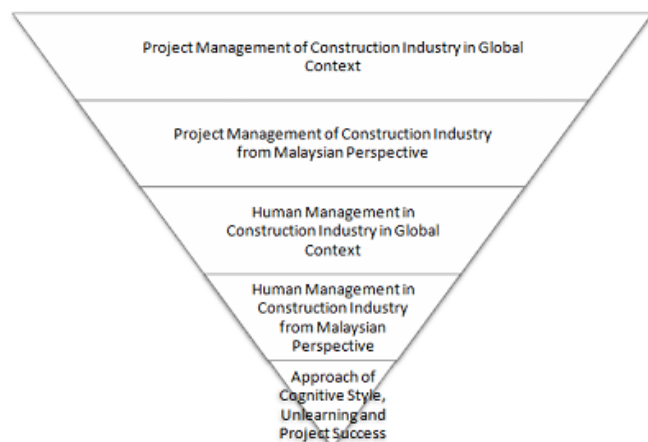 Project Management of Construction Industry in Global
Context
Project Management of Construction Industry
from Malaysian Perspective
Human Management in
Construction Industry in Global
Context
Human Management in
Construction Industry
from Malaysian
Perspective
Approach of
Cognitive Style,
Unlearning and
Project Success